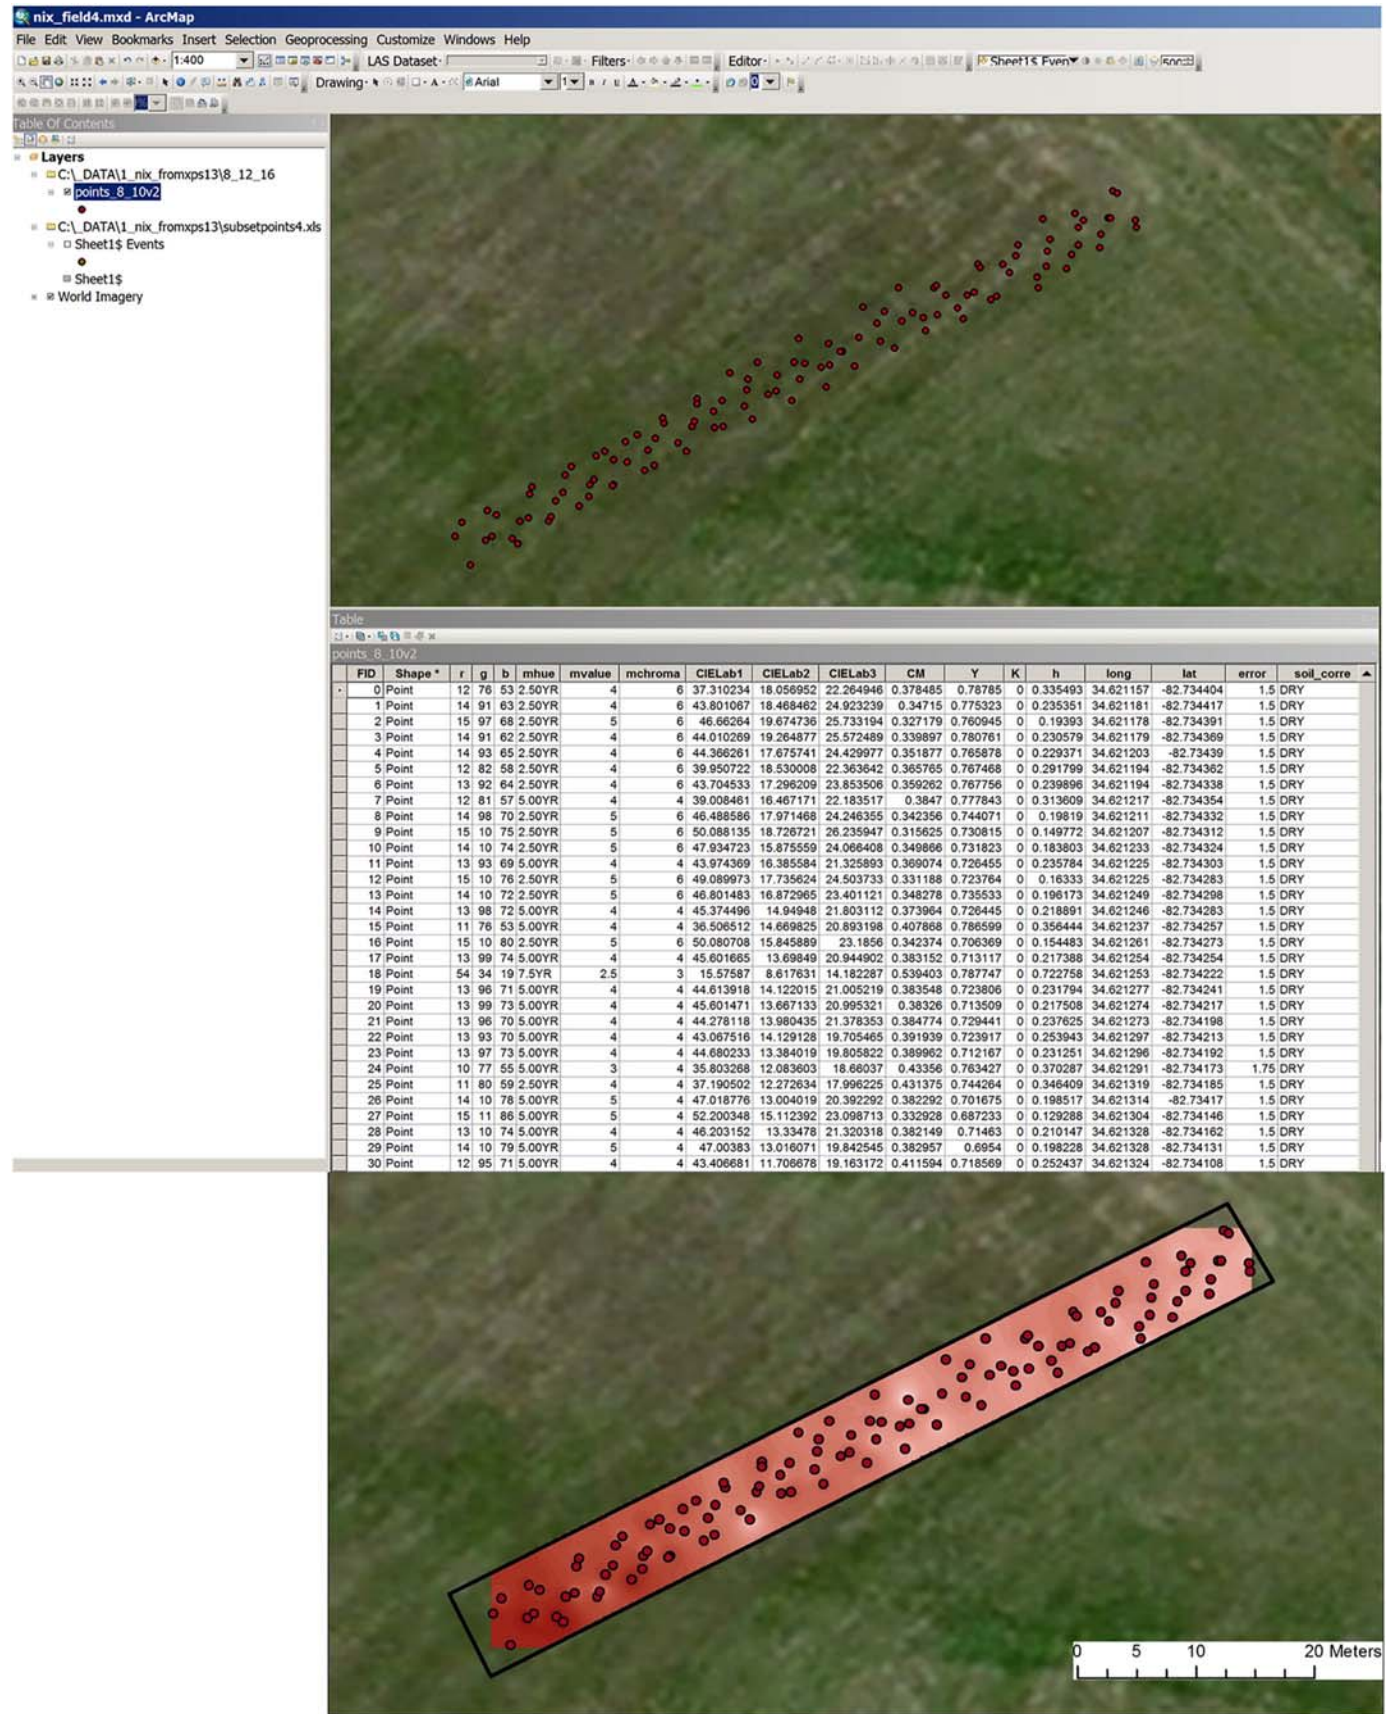 nix_field4.mxd - ArcMap
File Edit View Bookmarks Insert Selection Geoprocessing Customize Windows Help
1:400 LAS Dataset Filters Editor Sheet1$ Even
Drawing A Arial
Table Of Contents
Layers
C:\_DATA\1_nix_fromxps13\8_12_16
points_8_10v2
C:\_DATA\1_nix_fromxps13\subsetpoints4.xls
Sheet1$ Events
Sheet1$
World Imagery
Table
points_8_10v2
FID Shape * r g b mhue mvalue mchroma CIELab1 CIELab2 CIELab3 CM Y K h long lat error soil_corre
0 Point 12 76 53 2.50YR 4 6 37.310234 18.056952 22.264946 0.378485 0.78785 0 0.335493 34.621157 -82.734404 1.5 DRY
1 Point 14 91 63 2.50YR 4 6 43.801067 18.468462 24.923239 0.34715 0.775323 0 0.235351 34.621181 -82.734417 1.5 DRY
2 Point 15 97 68 2.50YR 5 6 46.66264 19.674736 25.733194 0.327179 0.760945 0 0.19393 34.621178 -82.734391 1.5 DRY
3 Point 14 91 62 2.50YR 4 6 44.010269 19.264877 25.572489 0.339897 0.780761 0 0.230579 34.621179 -82.734369 1.5 DRY
4 Point 14 93 65 2.50YR 4 6 44.366261 17.675741 24.429977 0.351877 0.765878 0 0.229371 34.621203 -82.73439 1.5 DRY
5 Point 12 82 58 2.50YR 4 6 39.950722 18.530008 22.363642 0.365765 0.767468 0 0.291799 34.621194 -82.734362 1.5 DRY
6 Point 13 92 64 2.50YR 4 6 43.704533 17.296209 23.853506 0.359262 0.767756 0 0.239896 34.621194 -82.734338 1.5 DRY
7 Point 12 81 57 5.00YR 4 4 39.008461 16.467171 22.183517 0.3847 0.777843 0 0.313609 34.621217 -82.734354 1.5 DRY
8 Point 14 98 70 2.50YR 5 6 46.488586 17.971468 24.246355 0.342356 0.744071 0 0.19819 34.621211 -82.734332 1.5 DRY
9 Point 15 10 75 2.50YR 5 6 50.088135 18.726721 26.235947 0.315625 0.730815 0 0.149772 34.621207 -82.734312 1.5 DRY
10 Point 14 10 74 2.50YR 5 6 47.934723 15.875559 24.066408 0.349866 0.731823 0 0.183803 34.621233 -82.734324 1.5 DRY
11 Point 13 93 69 5.00YR 4 4 43.974369 16.385584 21.325893 0.369074 0.726455 0 0.235784 34.621225 -82.734303 1.5 DRY
12 Point 15 10 76 2.50YR 5 6 49.089973 17.735624 24.503733 0.331188 0.723764 0 0.16333 34.621225 -82.734283 1.5 DRY
13 Point 14 10 72 2.50YR 5 6 46.801483 16.872965 23.401121 0.348278 0.735533 0 0.196173 34.621249 -82.734298 1.5 DRY
14 Point 13 98 72 5.00YR 4 4 45.374496 14.94948 21.803112 0.373964 0.726445 0 0.218891 34.621246 -82.734283 1.5 DRY
15 Point 11 76 53 5.00YR 4 4 36.506512 14.669825 20.893198 0.407868 0.786599 0 0.356444 34.621237 -82.734257 1.5 DRY
16 Point 15 10 80 2.50YR 5 6 50.080708 15.845889 23.1856 0.342374 0.706369 0 0.154483 34.621261 -82.734273 1.5 DRY
17 Point 13 99 74 5.00YR 4 4 45.601665 13.69849 20.944902 0.383152 0.713117 0 0.217388 34.621254 -82.734254 1.5 DRY
18 Point 54 34 19 7.5YR 2.5 3 15.57587 8.617631 14.182287 0.539403 0.787747 0 0.722758 34.621253 -82.734222 1.5 DRY
19 Point 13 96 71 5.00YR 4 4 44.613918 14.122015 21.005219 0.383548 0.723806 0 0.231794 34.621277 -82.734241 1.5 DRY
20 Point 13 99 73 5.00YR 4 4 45.601471 13.667133 20.995321 0.38326 0.713509 0 0.217508 34.621274 -82.734217 1.5 DRY
21 Point 13 96 70 5.00YR 4 4 44.278118 13.980435 21.378353 0.384774 0.729441 0 0.237625 34.621273 -82.734198 1.5 DRY
22 Point 13 93 70 5.00YR 4 4 43.067516 14.129128 19.705465 0.391939 0.723917 0 0.253943 34.621297 -82.734213 1.5 DRY
23 Point 13 97 73 5.00YR 4 4 44.680233 13.384019 19.805822 0.389962 0.712167 0 0.231251 34.621296 -82.734192 1.5 DRY
24 Point 10 77 55 5.00YR 3 4 35.803268 12.083603 18.66037 0.43356 0.763427 0 0.370287 34.621291 -82.734173 1.75 DRY
25 Point 11 80 59 2.50YR 4 4 37.190502 12.272634 17.996225 0.431375 0.744264 0 0.346409 34.621319 -82.734185 1.5 DRY
26 Point 14 10 78 5.00YR 5 4 47.018776 13.004019 20.392292 0.382292 0.701675 0 0.198517 34.621314 -82.73417 1.5 DRY
27 Point 15 11 86 5.00YR 5 4 52.200348 15.112392 23.098713 0.332928 0.687233 0 0.129288 34.621304 -82.734146 1.5 DRY
28 Point 13 10 74 5.00YR 4 4 46.203152 13.33478 21.320318 0.382149 0.71463 0 0.210147 34.621328 -82.734162 1.5 DRY
29 Point 14 10 79 5.00YR 5 4 47.00383 13.016071 19.842545 0.382957 0.6954 0 0.198228 34.621328 -82.734131 1.5 DRY
30 Point 12 95 71 5.00YR 4 4 43.406681 11.706678 19.163172 0.411594 0.718569 0 0.252437 34.621324 -82.734108 1.5 DRY
0 5 10 20 Meters